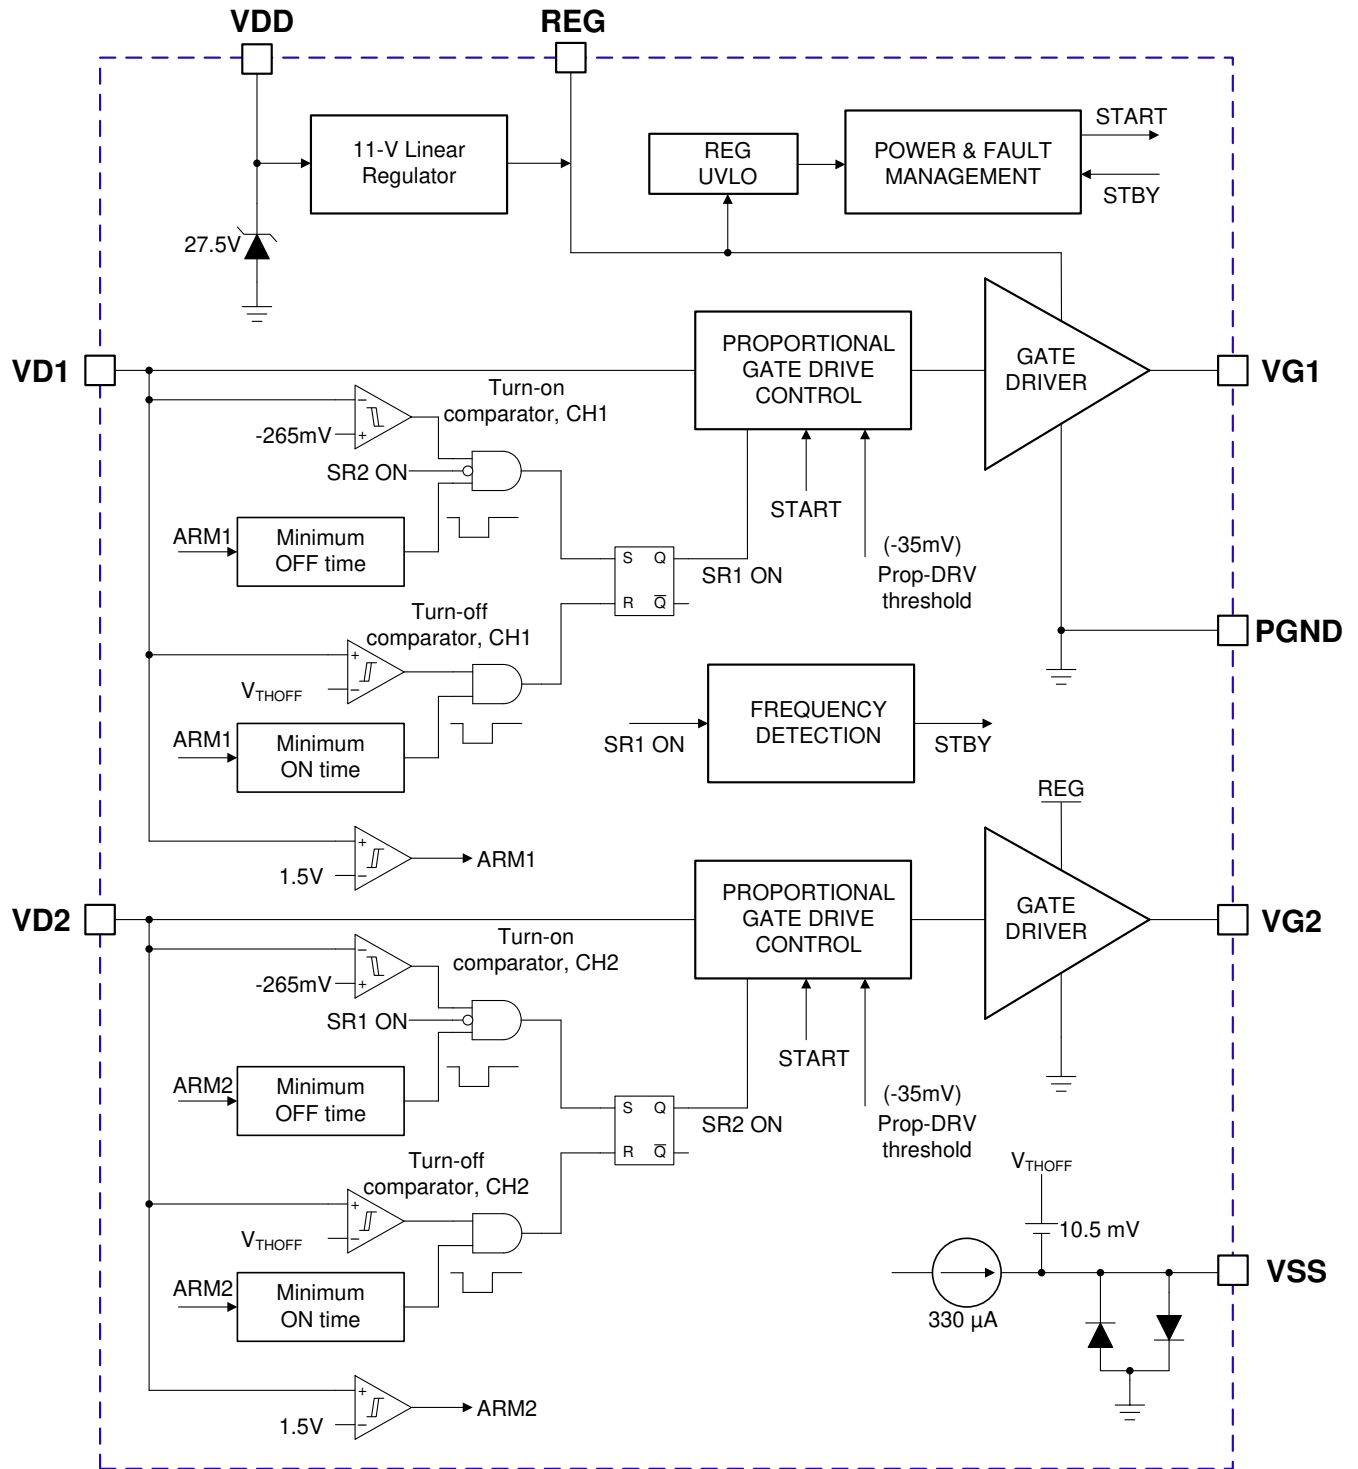 VDD
REG
11-V Linear
Regulator
REG
UVLO
POWER & FAULT
MANAGEMENT
START
STBY
27.5V
VD1
PROPORTIONAL
GATE DRIVE
CONTROL
GATE
DRIVER
VG1
Turn-on
comparator, CH1
-265mV
−
+
SR2 ON
START
ARM1
Minimum
OFF time
S
Q
R
Q̅
SR1 ON
(-35mV)
Prop-DRV
threshold
Turn-off
comparator, CH1
+
−
VTHOFF
PGND
ARM1
Minimum
ON time
SR1 ON
FREQUENCY
DETECTION
STBY
REG
+
−
1.5V
ARM1
VD2
PROPORTIONAL
GATE DRIVE
CONTROL
GATE
DRIVER
VG2
Turn-on
comparator, CH2
−
+
-265mV
SR1 ON
START
ARM2
Minimum
OFF time
S
Q
R
Q̅
SR2 ON
(-35mV)
Prop-DRV
threshold
Turn-off
comparator, CH2
+
−
VTHOFF
VTHOFF
10.5 mV
VSS
330 µA
ARM2
Minimum
ON time
+
−
1.5V
ARM2